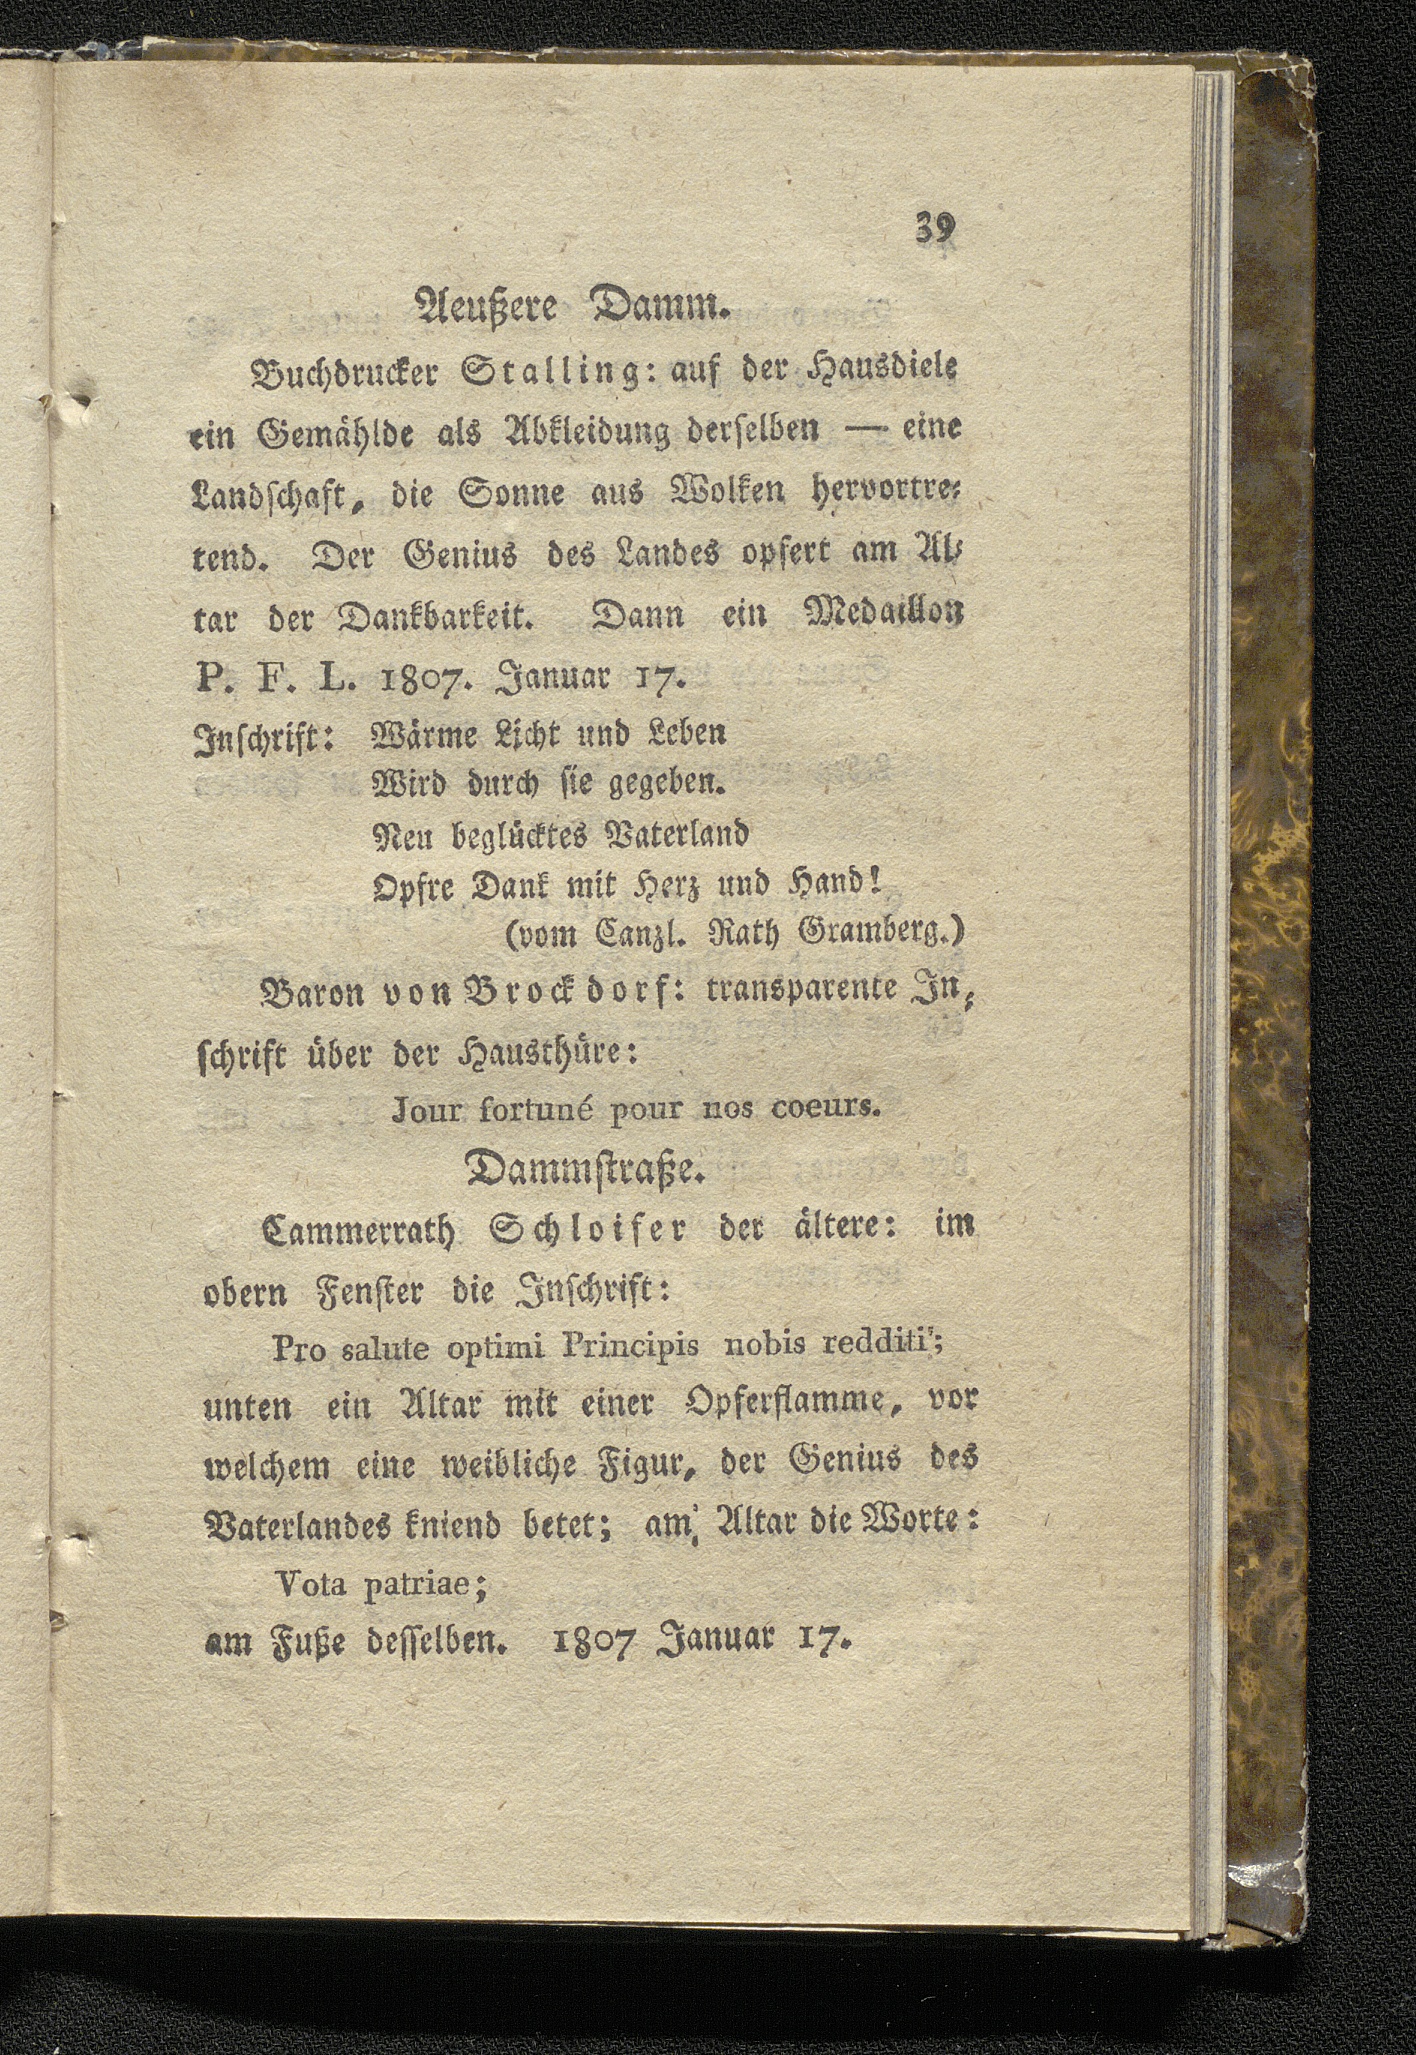 39
Aeußere Damm.
Buchdrucker Stalling: auf der Hausdiele
ein Gemählde als Abkleidung derſelben — eine
Landſchaft, die Sonne aus Wolken hervortre⸗
tend. Der Genius des Landes opfert am Al⸗
tar der Dankbarkeit. Dann ein Medaillon
P. F. L. 1807. Januar 17.
Inſchrift: Wärme Licht und Leben
Wird durch ſie gegeben.
Neu beglücktes Vaterland
Opfre Dank mit Herz und Hand!
(vom Canzl. Rath Gramberg.)
Baron von Brockdorf: transparente In⸗
ſchrift über der Hausthüre:
Jour fortuné pour nos coeurs.
Dammſtraße.
Cammerrath Schloifer der ältere: im
obern Fenſter die Inſchrift:
Pro salute optimi Principis nobis redditi;
unten ein Altar mit einer Opferflamme, vor
welchem eine weibliche Figur, der Genius des
Vaterlandes kniend betet; am Altar die Worte:
Vota patriae;
am Fuße deſſelben. 1807 Januar 17.